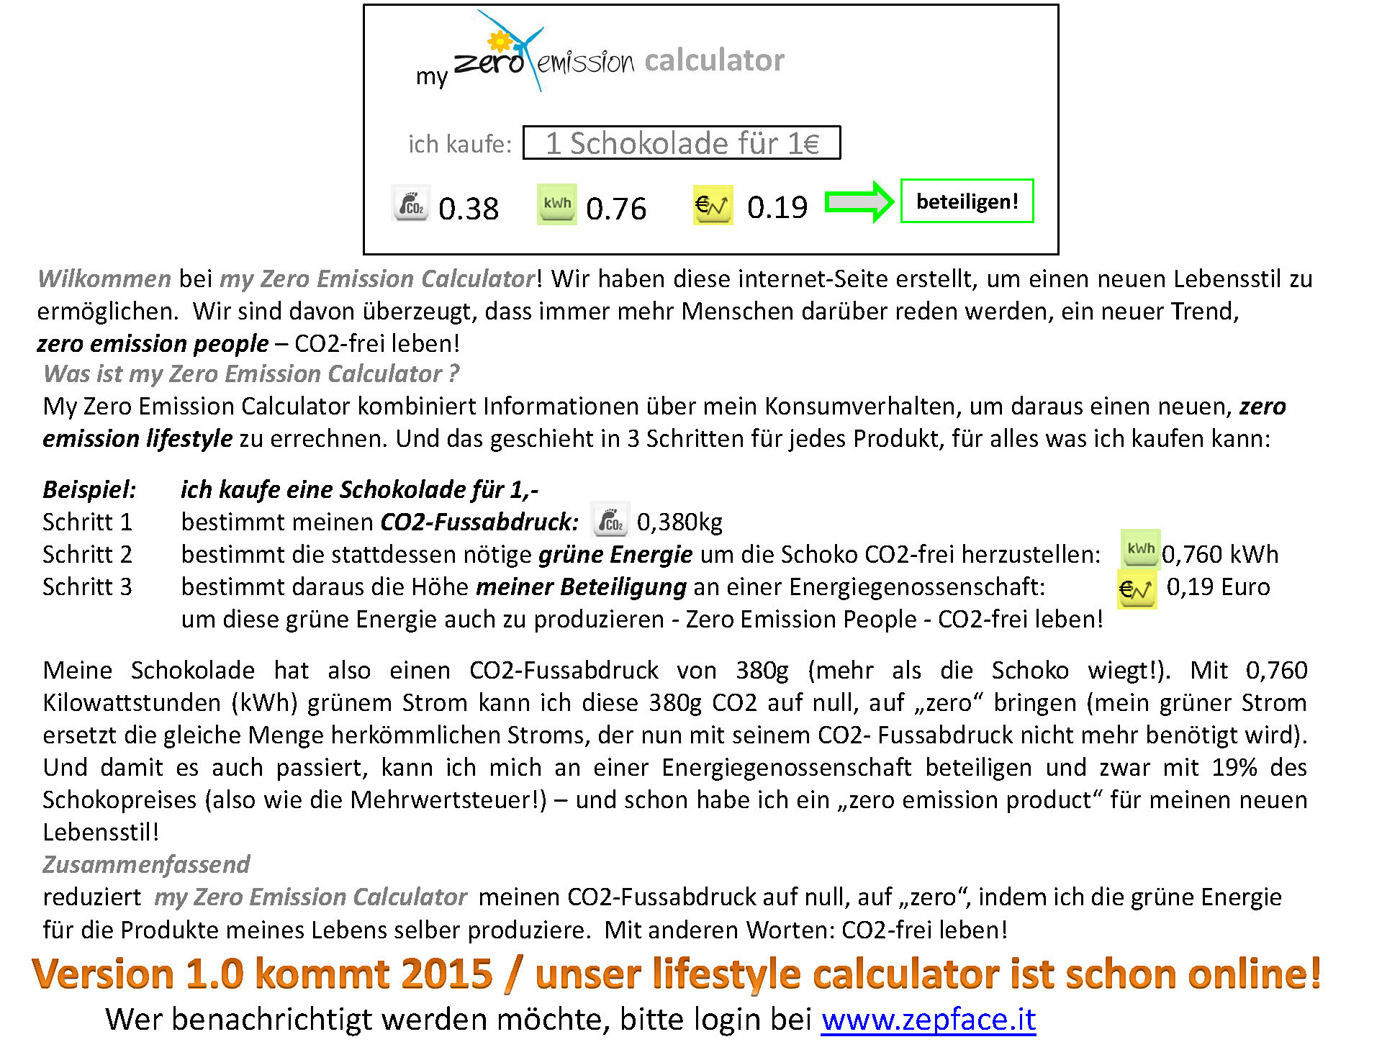 my zero emission calculator
ich kaufe: 1 Schokolade für 1€
CO₂ 0.38 kWh 0.76 € 0.19 beteiligen!
Wilkommen bei my Zero Emission Calculator! Wir haben diese internet-Seite erstellt, um einen neuen Lebensstil zu
ermöglichen. Wir sind davon überzeugt, dass immer mehr Menschen darüber reden werden, ein neuer Trend,
zero emission people – CO2-frei leben!
Was ist my Zero Emission Calculator ?
My Zero Emission Calculator kombiniert Informationen über mein Konsumverhalten, um daraus einen neuen, zero
emission lifestyle zu errechnen. Und das geschieht in 3 Schritten für jedes Produkt, für alles was ich kaufen kann:
Beispiel: ich kaufe eine Schokolade für 1,-
Schritt 1 bestimmt meinen CO2-Fussabdruck: CO₂ 0,380kg
Schritt 2 bestimmt die stattdessen nötige grüne Energie um die Schoko CO2-frei herzustellen: kWh 0,760 kWh
Schritt 3 bestimmt daraus die Höhe meiner Beteiligung an einer Energiegenossenschaft: € 0,19 Euro
um diese grüne Energie auch zu produzieren - Zero Emission People - CO2-frei leben!
Meine Schokolade hat also einen CO2-Fussabdruck von 380g (mehr als die Schoko wiegt!). Mit 0,760
Kilowattstunden (kWh) grünem Strom kann ich diese 380g CO2 auf null, auf „zero“ bringen (mein grüner Strom
ersetzt die gleiche Menge herkömmlichen Stroms, der nun mit seinem CO2- Fussabdruck nicht mehr benötigt wird).
Und damit es auch passiert, kann ich mich an einer Energiegenossenschaft beteiligen und zwar mit 19% des
Schokopreises (also wie die Mehrwertsteuer!) – und schon habe ich ein „zero emission product“ für meinen neuen
Lebensstil!
Zusammenfassend
reduziert my Zero Emission Calculator meinen CO2-Fussabdruck auf null, auf „zero“, indem ich die grüne Energie
für die Produkte meines Lebens selber produziere. Mit anderen Worten: CO2-frei leben!
Version 1.0 kommt 2015 / unser lifestyle calculator ist schon online!
Wer benachrichtigt werden möchte, bitte login bei www.zepface.it